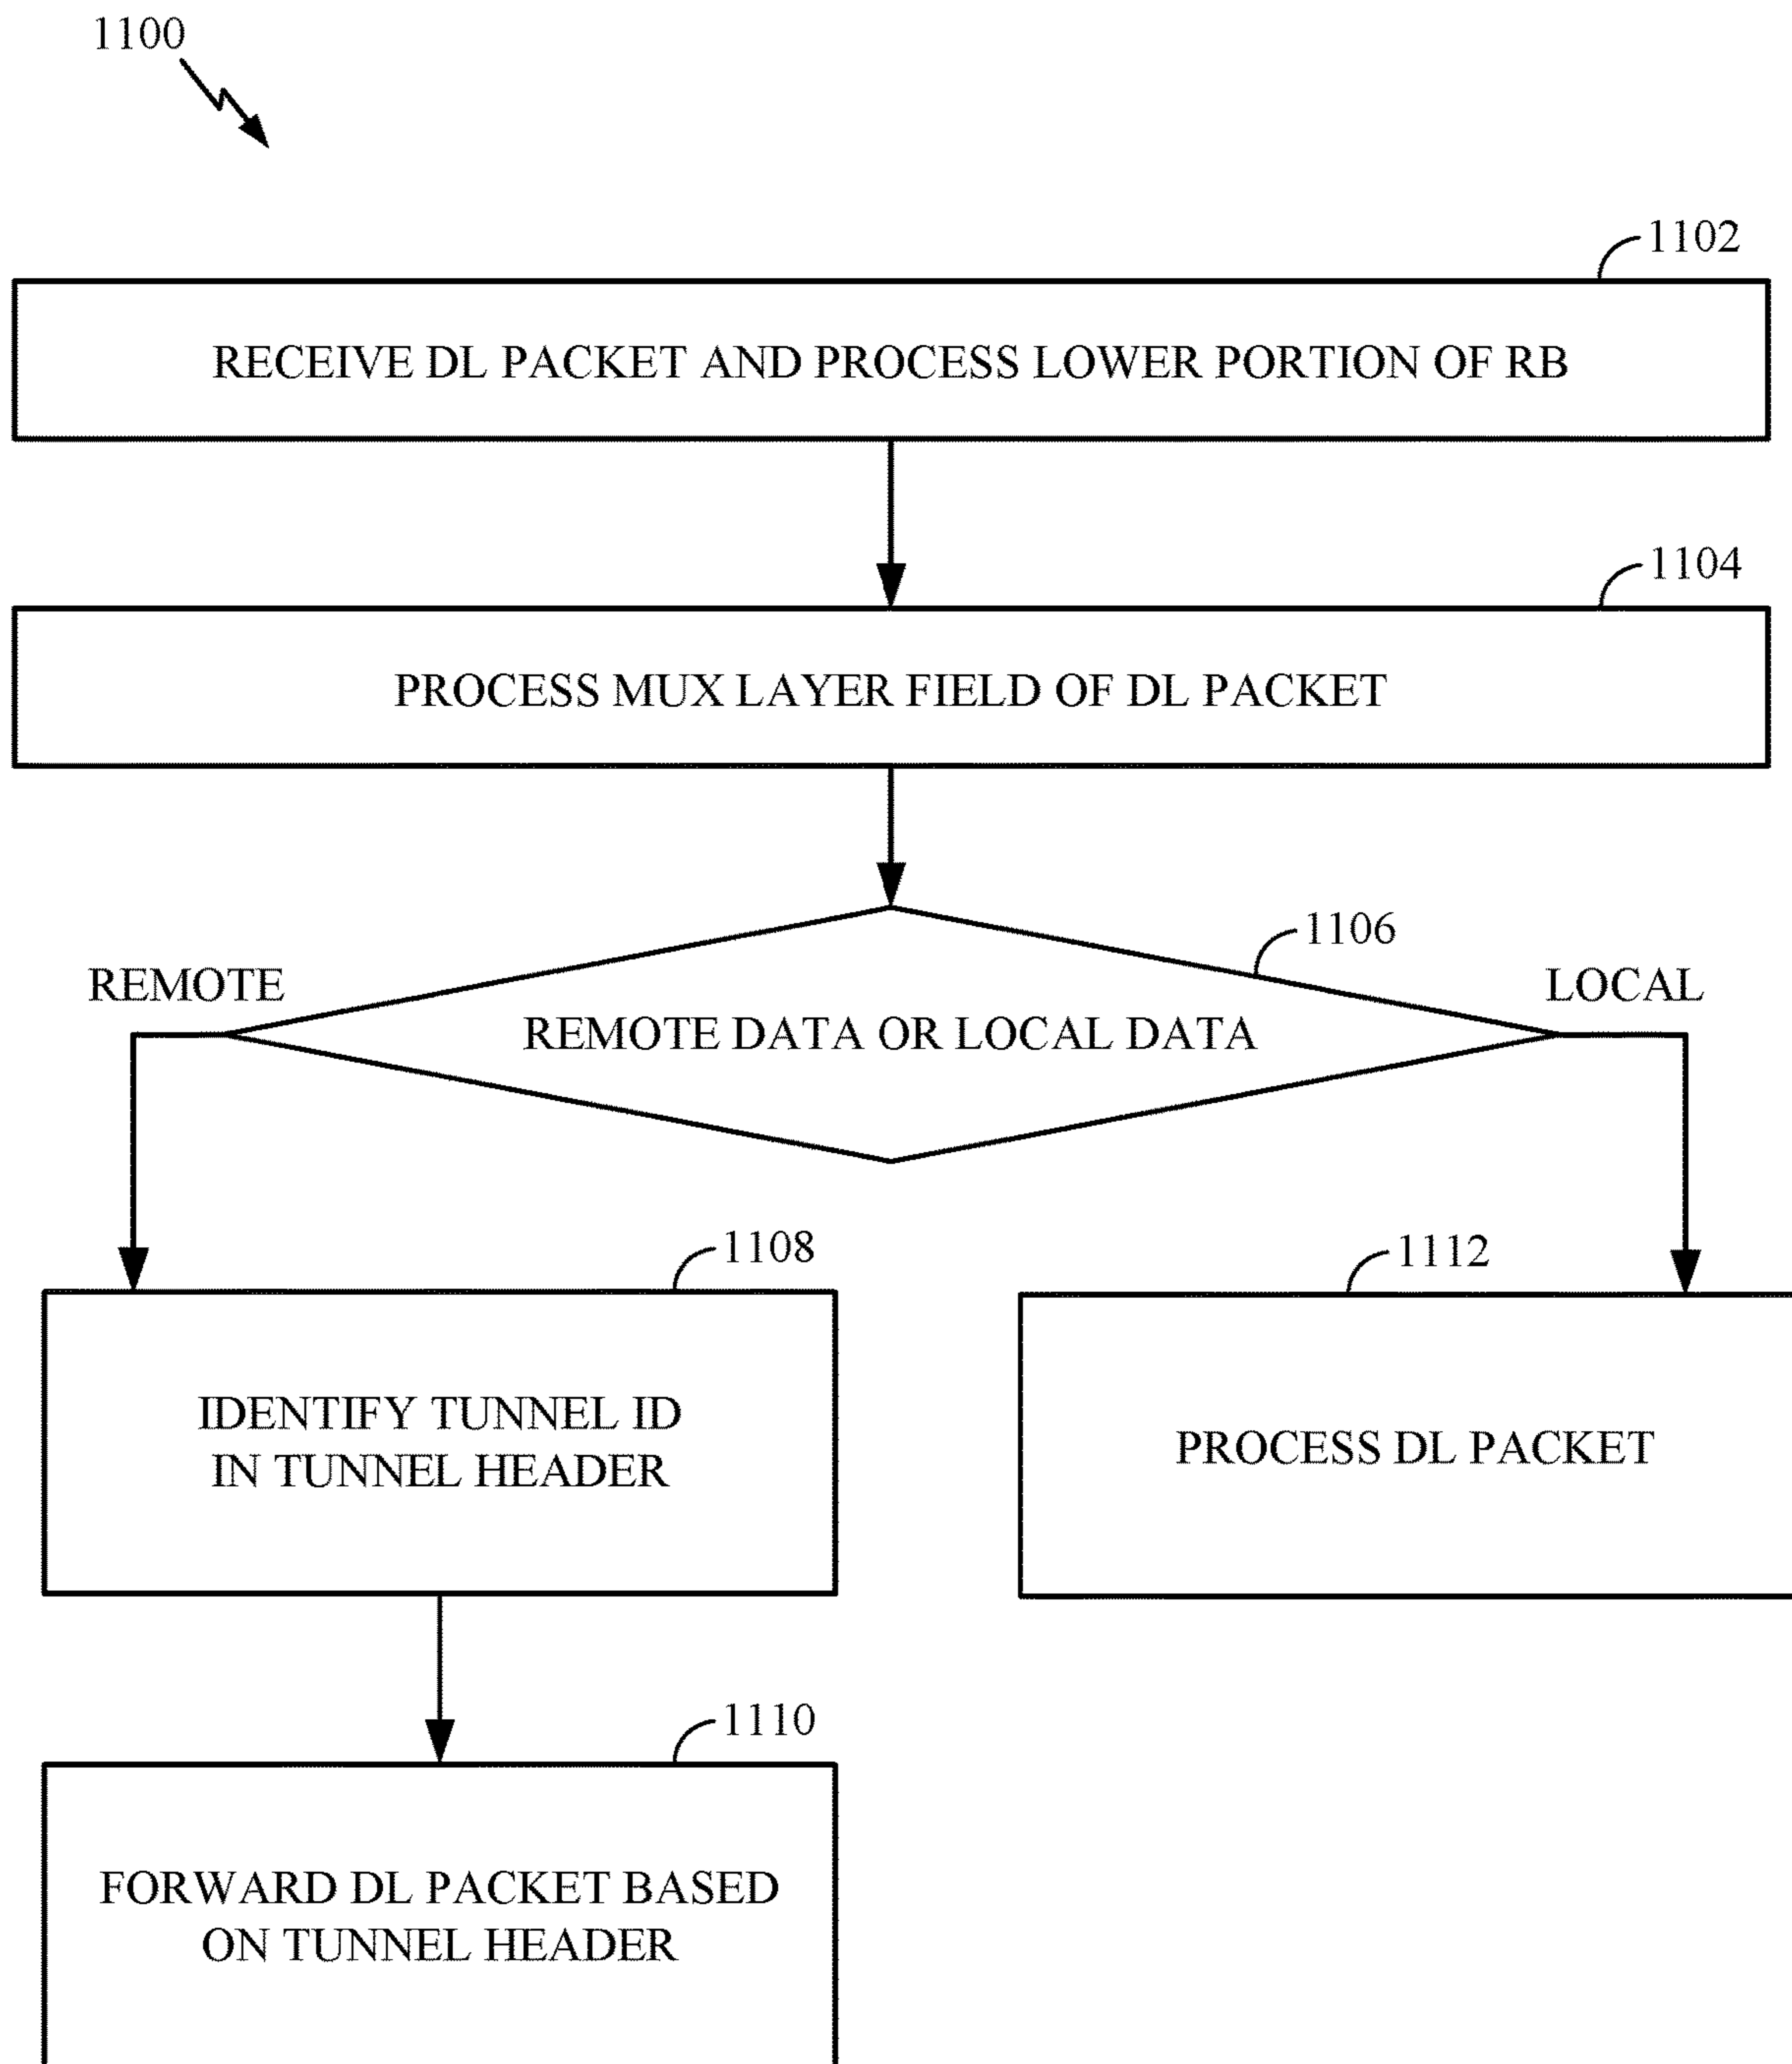 1100
1102
RECEIVE DL PACKET AND PROCESS LOWER PORTION OF RB
1104
PROCESS MUX LAYER FIELD OF DL PACKET
1106
REMOTE
LOCAL
REMOTE DATA OR LOCAL DATA
1108
1112
IDENTIFY TUNNEL ID
IN TUNNEL HEADER
PROCESS DL PACKET
1110
FORWARD DL PACKET BASED
ON TUNNEL HEADER